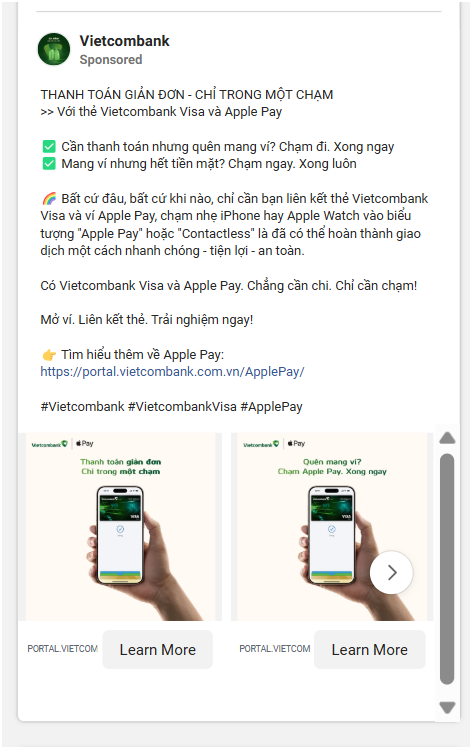 Vietcombank
Sponsored
THANH TOÁN GIẢN ĐƠN - CHỈ TRONG MỘT CHẠM
>> Với thẻ Vietcombank Visa và Apple Pay
✅ Cần thanh toán nhưng quên mang ví? Chạm đi. Xong ngay
✅ Mang ví nhưng hết tiền mặt? Chạm ngay. Xong luôn
🌈 Bất cứ đâu, bất cứ khi nào, chỉ cần bạn liên kết thẻ Vietcombank
Visa và ví Apple Pay, chạm nhẹ iPhone hay Apple Watch vào biểu
tượng "Apple Pay" hoặc "Contactless" là đã có thể hoàn thành giao
dịch một cách nhanh chóng - tiện lợi - an toàn.
Có Vietcombank Visa và Apple Pay. Chẳng cần chi. Chỉ cần chạm!
Mở ví. Liên kết thẻ. Trải nghiệm ngay!
👉 Tìm hiểu thêm về Apple Pay:
https://portal.vietcombank.com.vn/ApplePay/
#Vietcombank #VietcombankVisa #ApplePay
Vietcombank Pay
Thanh toán giản đơn
Chỉ trong một chạm
VISA
PORTAL.VIETCOM
Learn More
Vietcombank Pay
Quên mang ví?
Chạm Apple Pay. Xong ngay
VISA
PORTAL.VIETCOM
Learn More